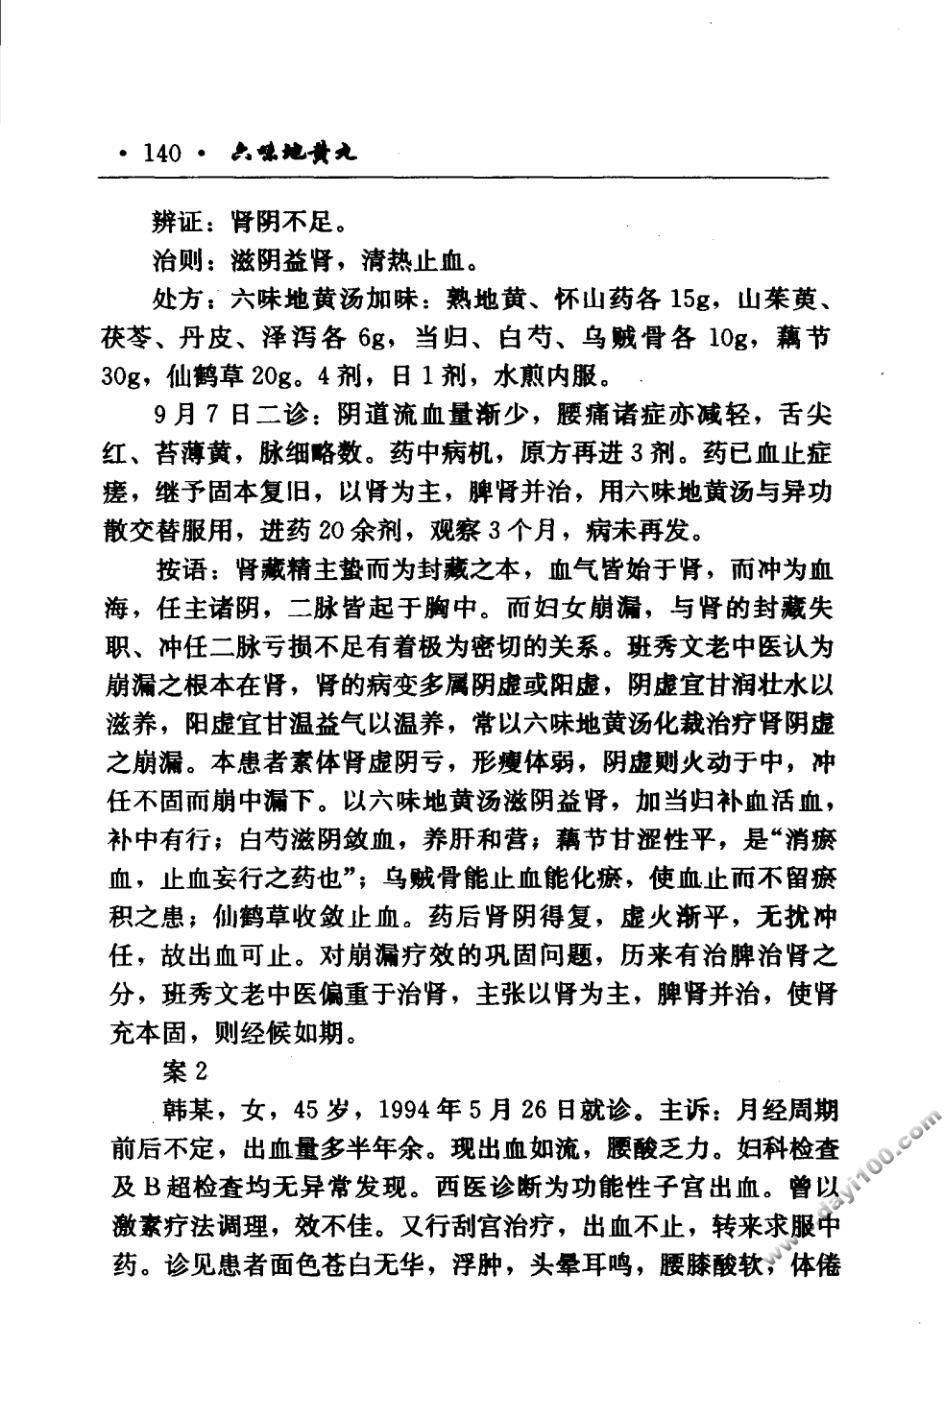 · 140 · 六味地黄丸
辨证：肾阴不足。
治则：滋阴益肾，清热止血。
处方：六味地黄汤加味：熟地黄、怀山药各 15g，山茱萸、
茯苓、丹皮、泽泻各 6g，当归、白芍、乌贼骨各 10g，藕节
30g，仙鹤草 20g。4 剂，日 1 剂，水煎内服。
9 月 7 日二诊：阴道流血量渐少，腰痛诸症亦减轻，舌尖
红、苔薄黄，脉细略数。药中病机，原方再进 3 剂。药已血止症
瘥，继予固本复旧，以肾为主，脾肾并治，用六味地黄汤与异功
散交替服用，进药 20 余剂，观察 3 个月，病未再发。
按语：肾藏精主蛰而为封藏之本，血气皆始于肾，而冲为血
海，任主诸阴，二脉皆起于胸中。而妇女崩漏，与肾的封藏失
职、冲任二脉亏损不足有着极为密切的关系。班秀文老中医认为
崩漏之根本在肾，肾的病变多属阴虚或阳虚，阴虚宜甘润壮水以
滋养，阳虚宜甘温益气以温养，常以六味地黄汤化裁治疗肾阴虚
之崩漏。本患者素体肾虚阴亏，形瘦体弱，阴虚则火动于中，冲
任不固而崩中漏下。以六味地黄汤滋阴益肾，加当归补血活血，
补中有行；白芍滋阴敛血，养肝和营；藕节甘涩性平，是“消瘀
血，止血妄行之药也”；乌贼骨能止血能化瘀，使血止而不留瘀
积之患；仙鹤草收敛止血。药后肾阴得复，虚火渐平，无扰冲
任，故出血可止。对崩漏疗效的巩固问题，历来有治脾治肾之
分，班秀文老中医偏重于治肾，主张以肾为主，脾肾并治，使肾
充本固，则经候如期。
案 2
韩某，女，45 岁，1994 年 5 月 26 日就诊。主诉：月经周期
前后不定，出血量多半年余。现出血如流，腰酸乏力。妇科检查
及 B 超检查均无异常发现。西医诊断为功能性子宫出血。曾以
激素疗法调理，效不佳。又行刮宫治疗，出血不止，转来求服中
药。诊见患者面色苍白无华，浮肿，头晕耳鸣，腰膝酸软，体倦
www.dayi100.com